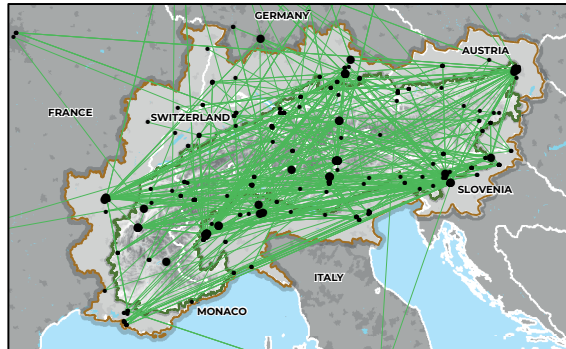 GERMANY
AUSTRIA
FRANCE
SWITZERLAND
SLOVENIA
ITALY
MONACO